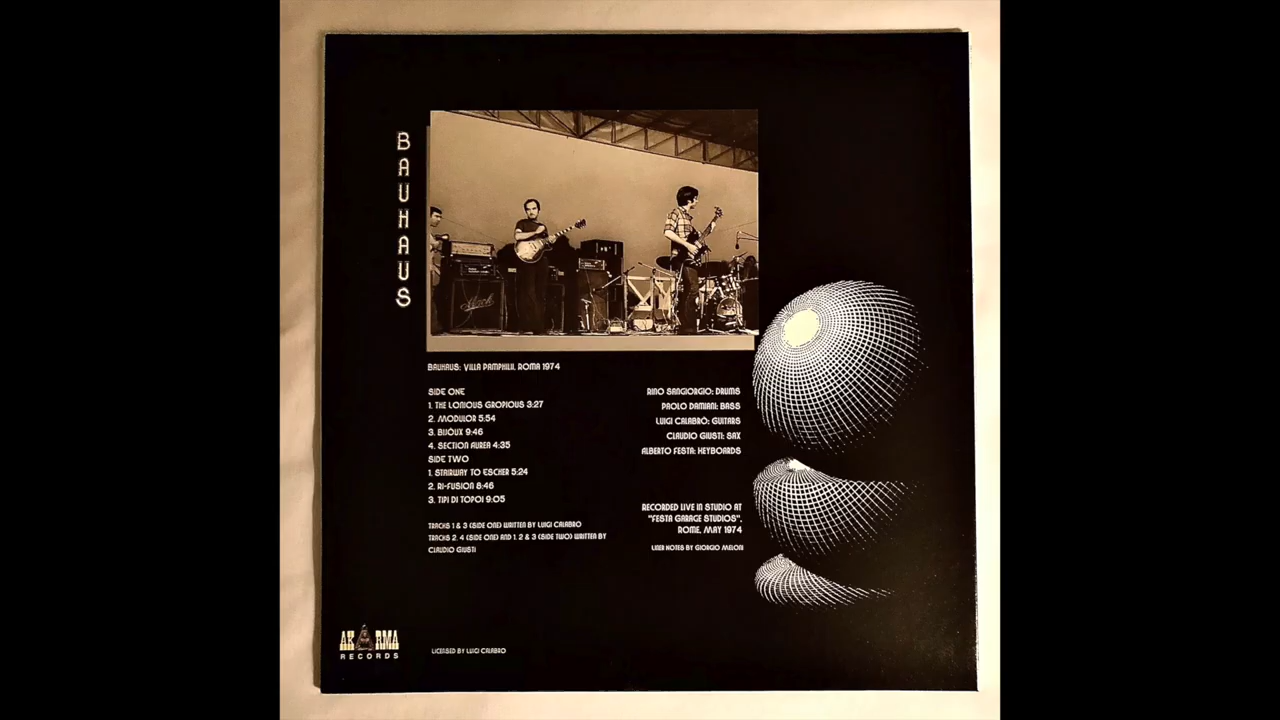 BAUHAUS
Stack
BAUHAUS: VILLA PAMPHILII, ROMA 1974
SIDE ONE
1. THE LONIOUS GROPIOUS 3:27
2. MODULOR 5:54
3. BIJOUX 9:46
4. SECTION AUREA 4:35
SIDE TWO
1. STAIRWAY TO ESCHER 5:24
2. RI-FUSION 8:46
3. TIPI DI TOPOI 9:05
TRACKS 1 & 3 (SIDE ONE) WRITTEN BY LUIGI CALABRO
TRACKS 2, 4 (SIDE ONE) AND 1, 2 & 3 (SIDE TWO) WRITTEN BY
CLAUDIO GIUSTI
RINO SANGIORGIO: DRUMS
PAOLO DAMIANI: BASS
LUIGI CALABRÒ: GUITARS
CLAUDIO GIUSTI: SAX
ALBERTO FESTA: KEYBOARDS
RECORDED LIVE IN STUDIO AT
"FESTA GARAGE STUDIOS",
ROME, MAY 1974
LINER NOTES BY GIORGIO MELONI
AKARMA
RECORDS
LICENSED BY LUIGI CALABRO